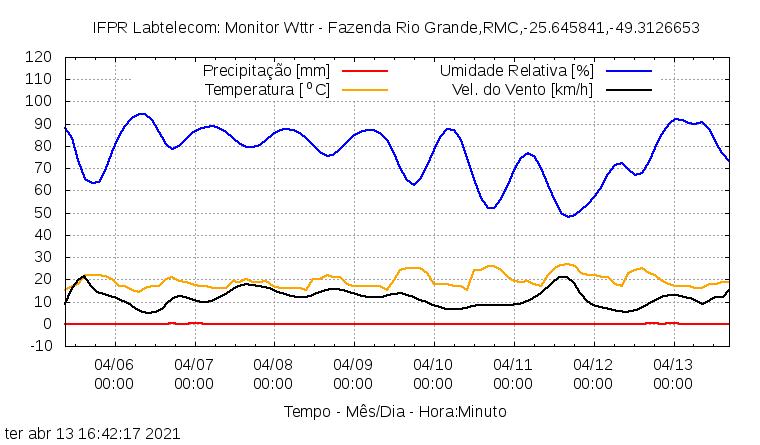 IFPR Labtelecom: Monitor Wttr - Fazenda Rio Grande,RMC,-25.645841,-49.3126653
120
110
100
90
80
70
60
50
40
30
20
10
0
-10
Precipitação [mm]
Temperatura [ ⁰C]
Umidade Relativa [%]
Vel. do Vento [km/h]
04/06 04/07 04/08 04/09 04/10 04/11 04/12 04/13
00:00 00:00 00:00 00:00 00:00 00:00 00:00 00:00
Tempo - Mês/Dia - Hora:Minuto
ter abr 13 16:42:17 2021